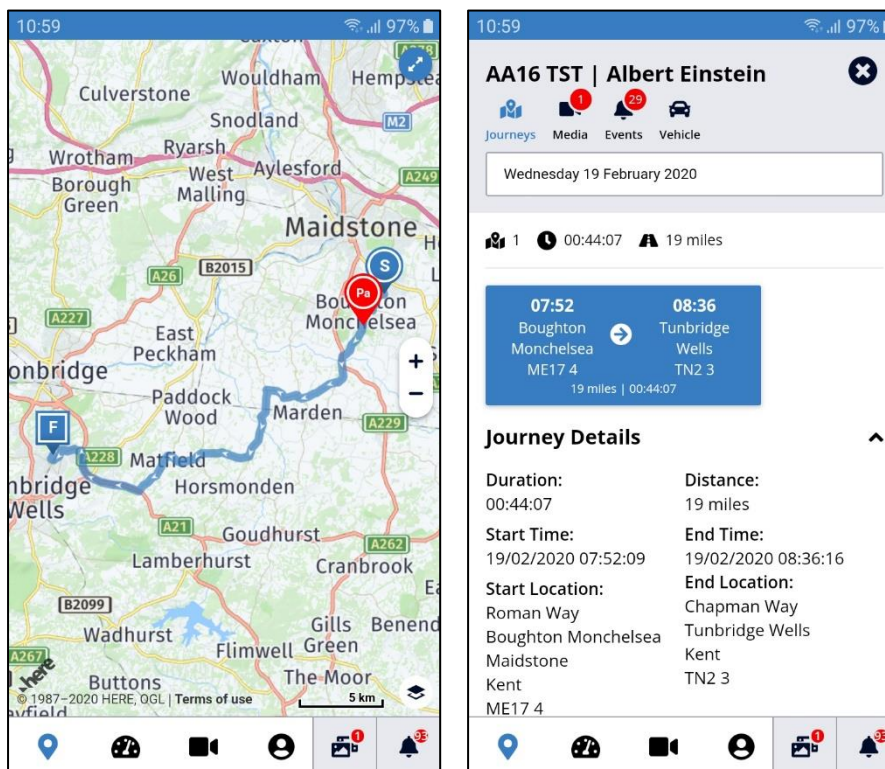 10:59
97%
Culverstone
Wouldham
Snodland
M2
Wrotham
Ryarsh
Borough
Green
West
Malling
Aylesford
A249
Maidstone
S
A26
B2015
Pa
Monchelsea
A227
East
Peckham
+
onbridge
−
Paddock
Wood
Marden
A229
F
A228
Matfield
nbridge
Wells
Horsmonden
A21
Goudhurst
A262
Lamberhurst
Cranbrook
B2099
Wadhurst
Gills
Green
Benend
Flimwell
A267
here
Buttons
The Moor
© 1987–2020 HERE, OGL | Terms of use
5 km
1
93
10:59
97%
AA16 TST | Albert Einstein
1
29
Journeys
Media
Events
Vehicle
Wednesday 19 February 2020
1
00:44:07
19 miles
07:52
08:36
Boughton
Monchelsea
ME17 4
Tunbridge
Wells
TN2 3
19 miles | 00:44:07
Journey Details
Duration:
00:44:07
Distance:
19 miles
Start Time:
19/02/2020 07:52:09
End Time:
19/02/2020 08:36:16
Start Location:
Roman Way
Boughton Monchelsea
Maidstone
Kent
ME17 4
End Location:
Chapman Way
Tunbridge Wells
Kent
TN2 3
1
93